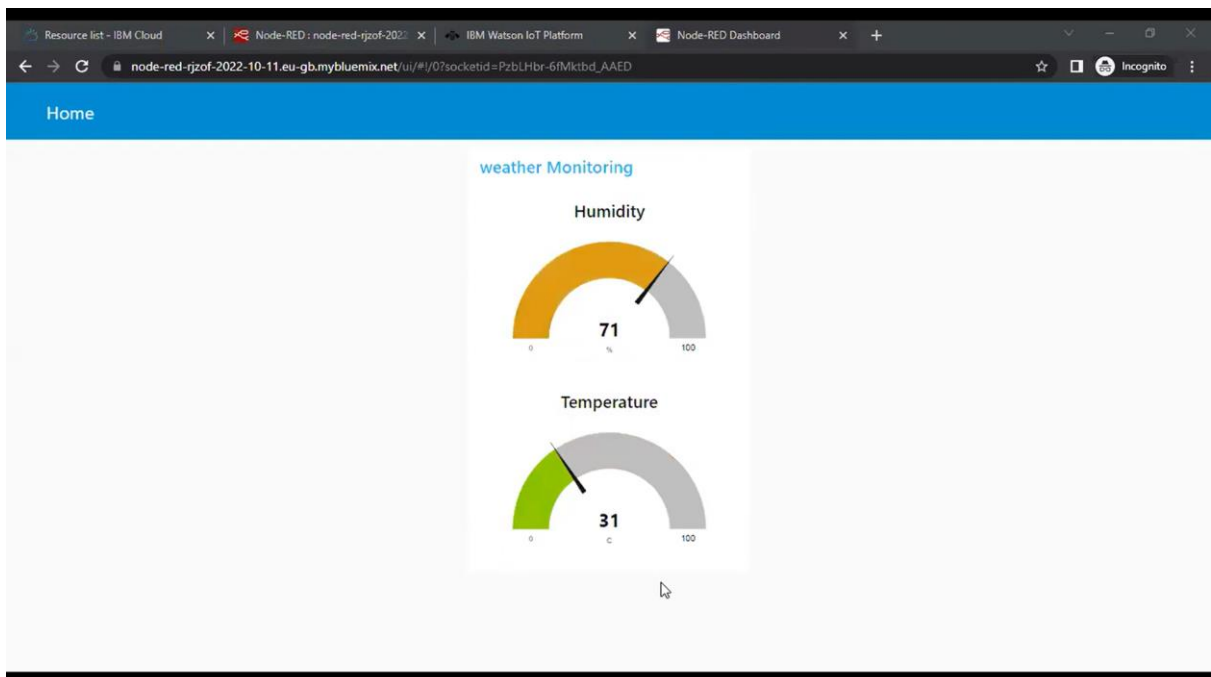 Resource list - IBM Cloud
Node-RED : node-red-rjzof-202
IBM Watson IoT Platform
Node-RED Dashboard
node-red-rjzof-2022-10-11.eu-gb.mybluemix.net/ui/#!/0?socketid=PzbLHbr-6fMktbd_AAED
Incognito
Home
weather Monitoring
Humidity
71
0 % 100
Temperature
31
0 C 100